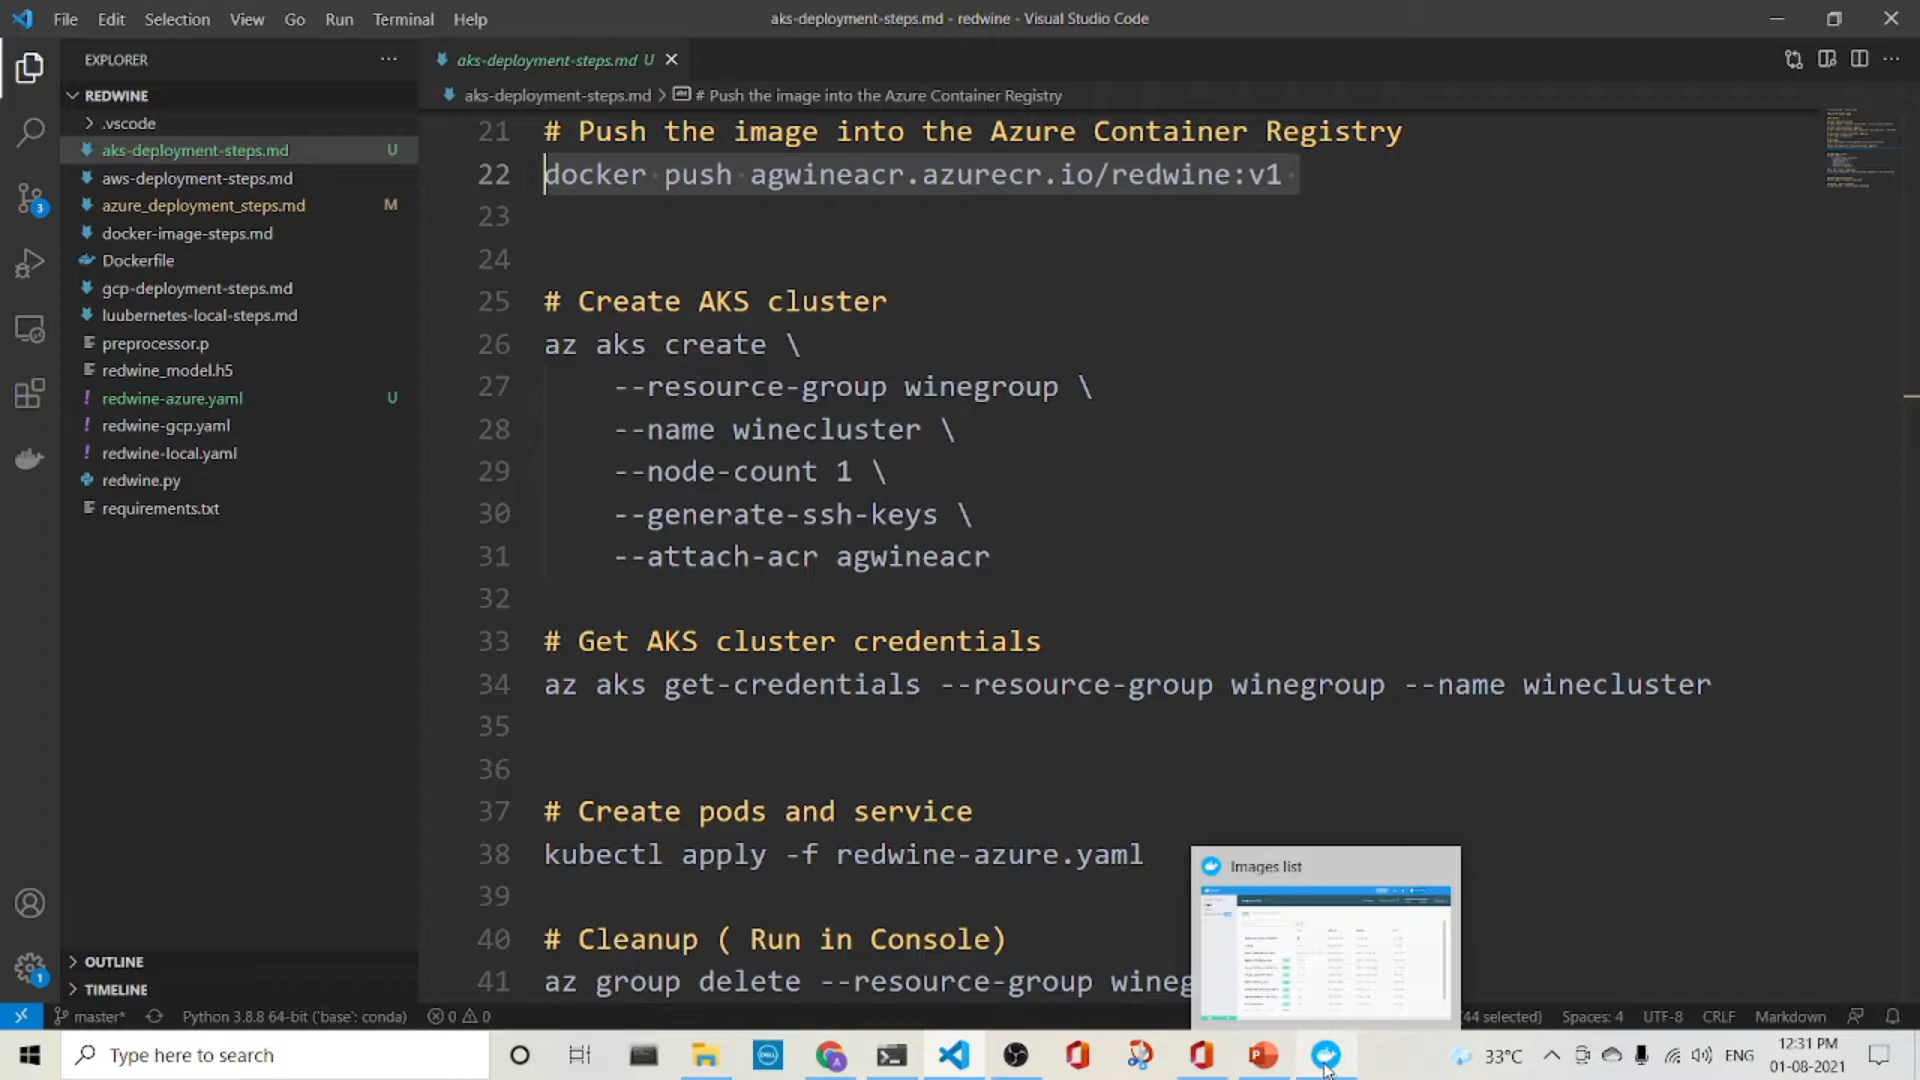 File Edit Selection View Go Run Terminal Help
aks-deployment-steps.md - redwine - Visual Studio Code
EXPLORER
REDWINE
.vscode
aks-deployment-steps.md U
aws-deployment-steps.md
azure_deployment_steps.md M
docker-image-steps.md
Dockerfile
gcp-deployment-steps.md
luubernetes-local-steps.md
preprocessor.p
redwine_model.h5
redwine-azure.yaml U
redwine-gcp.yaml
redwine-local.yaml
redwine.py
requirements.txt
OUTLINE
TIMELINE
3
1
aks-deployment-steps.md U
aks-deployment-steps.md > # Push the image into the Azure Container Registry
21 # Push the image into the Azure Container Registry
22 docker push agwineacr.azurecr.io/redwine:v1
23
24
25 # Create AKS cluster
26 az aks create \
27 --resource-group winegroup \
28 --name winecluster \
29 --node-count 1 \
30 --generate-ssh-keys \
31 --attach-acr agwineacr
32
33 # Get AKS cluster credentials
34 az aks get-credentials --resource-group winegroup --name winecluster
35
36
37 # Create pods and service
38 kubectl apply -f redwine-azure.yaml
39
40 # Cleanup ( Run in Console)
41 az group delete --resource-group wineg
Images list
master* Python 3.8.8 64-bit ('base': conda) 0 0
44 selected) Spaces: 4 UTF-8 CRLF Markdown
Type here to search
33°C ENG
12:31 PM
01-08-2021